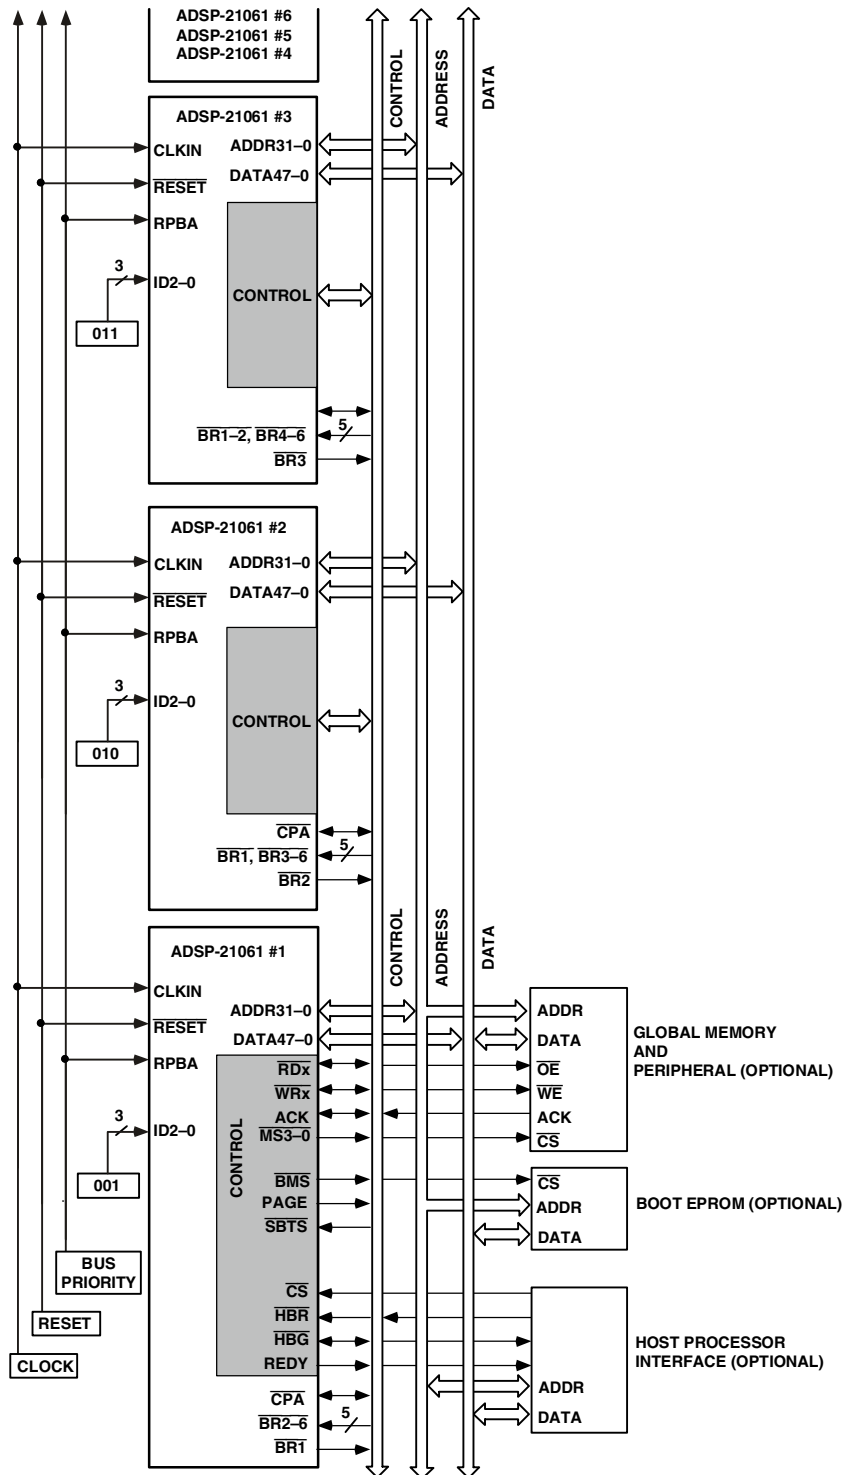 ADSP-21061 #6
ADSP-21061 #5
ADSP-21061 #4
CONTROL
ADDRESS
DATA
ADSP-21061 #3
CLKIN
ADDR31–0
RESET
DATA47–0
RPBA
3
ID2–0
CONTROL
011
BR1–2, BR4–6
5
BR3
ADSP-21061 #2
CLKIN
ADDR31–0
RESET
DATA47–0
RPBA
3
ID2–0
CONTROL
010
CPA
BR1, BR3–6
5
BR2
CONTROL
ADDRESS
DATA
ADSP-21061 #1
CLKIN
ADDR31–0
RESET
DATA47–0
RPBA
3
ID2–0
001
CONTROL
RDx
WRx
ACK
MS3–0
BMS
PAGE
SBTS
CS
HBR
HBG
REDY
CPA
BR2–6
5
BR1
ADDR
DATA
OE
WE
ACK
CS
GLOBAL MEMORY
AND
PERIPHERAL (OPTIONAL)
CS
ADDR
DATA
BOOT EPROM (OPTIONAL)
HOST PROCESSOR
INTERFACE (OPTIONAL)
ADDR
DATA
BUS
PRIORITY
RESET
CLOCK